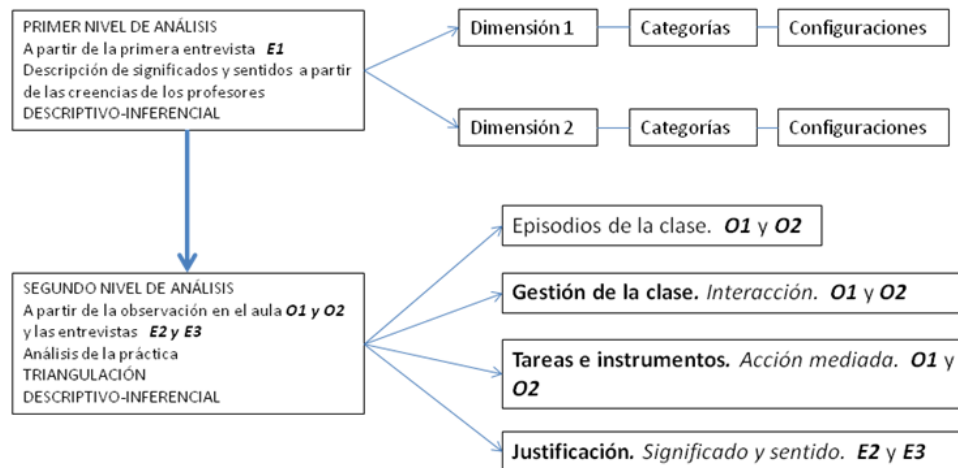 PRIMER NIVEL DE ANÁLISIS
A partir de la primera entrevista E1
Descripción de significados y sentidos a partir
de las creencias de los profesores
DESCRIPTIVO-INFERENCIAL
Dimensión 1
Categorías
Configuraciones
Dimensión 2
Categorías
Configuraciones
SEGUNDO NIVEL DE ANÁLISIS
A partir de la observación en el aula O1 y O2
y las entrevistas E2 y E3
Análisis de la práctica
TRIANGULACIÓN
DESCRIPTIVO-INFERENCIAL
Episodios de la clase. O1 y O2
Gestión de la clase. Interacción. O1 y O2
Tareas e instrumentos. Acción mediada. O1 y
O2
Justificación. Significado y sentido. E2 y E3